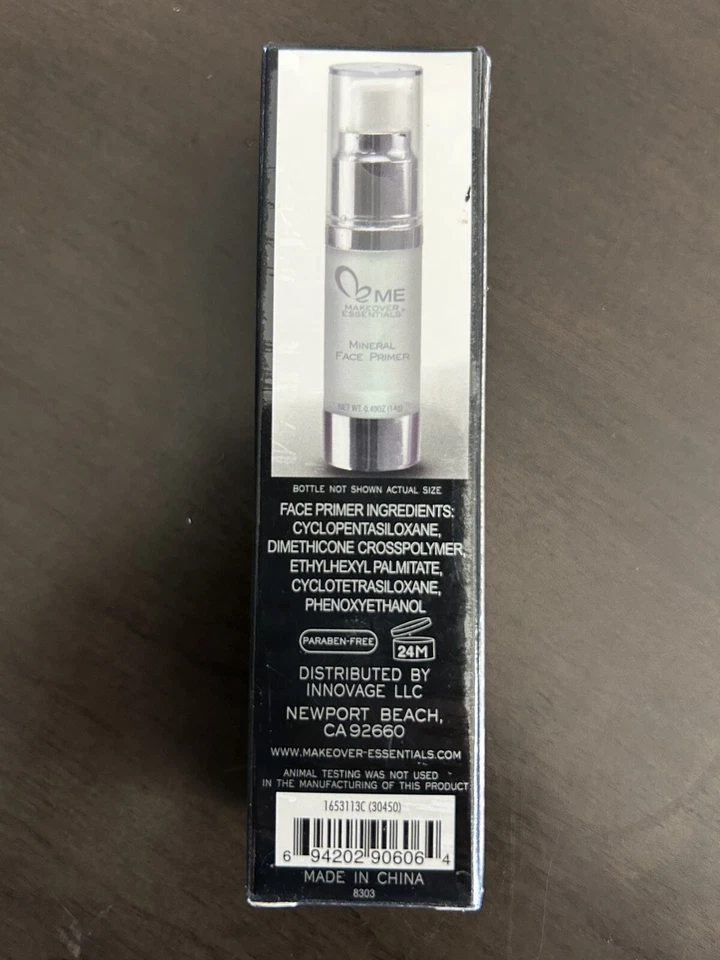 ME
MAKEOVER
ESSENTIALS®
MINERAL
FACE PRIMER
NET WT. 0.49OZ (14g)
BOTTLE NOT SHOWN ACTUAL SIZE
FACE PRIMER INGREDIENTS:
CYCLOPENTASILOXANE,
DIMETHICONE CROSSPOLYMER,
ETHYLHEXYL PALMITATE,
CYCLOTETRASILOXANE,
PHENOXYETHANOL
PARABEN-FREE
24M
DISTRIBUTED BY
INNOVAGE LLC
NEWPORT BEACH,
CA 92660
WWW.MAKEOVER-ESSENTIALS.COM
ANIMAL TESTING WAS NOT USED
IN THE MANUFACTURING OF THIS PRODUCT
1653113C (30450)
6 94202 90606 4
MADE IN CHINA
8303